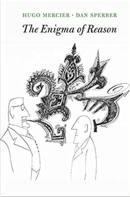 HUGO MERCIER • DAN SPERBER
The Enigma of Reason